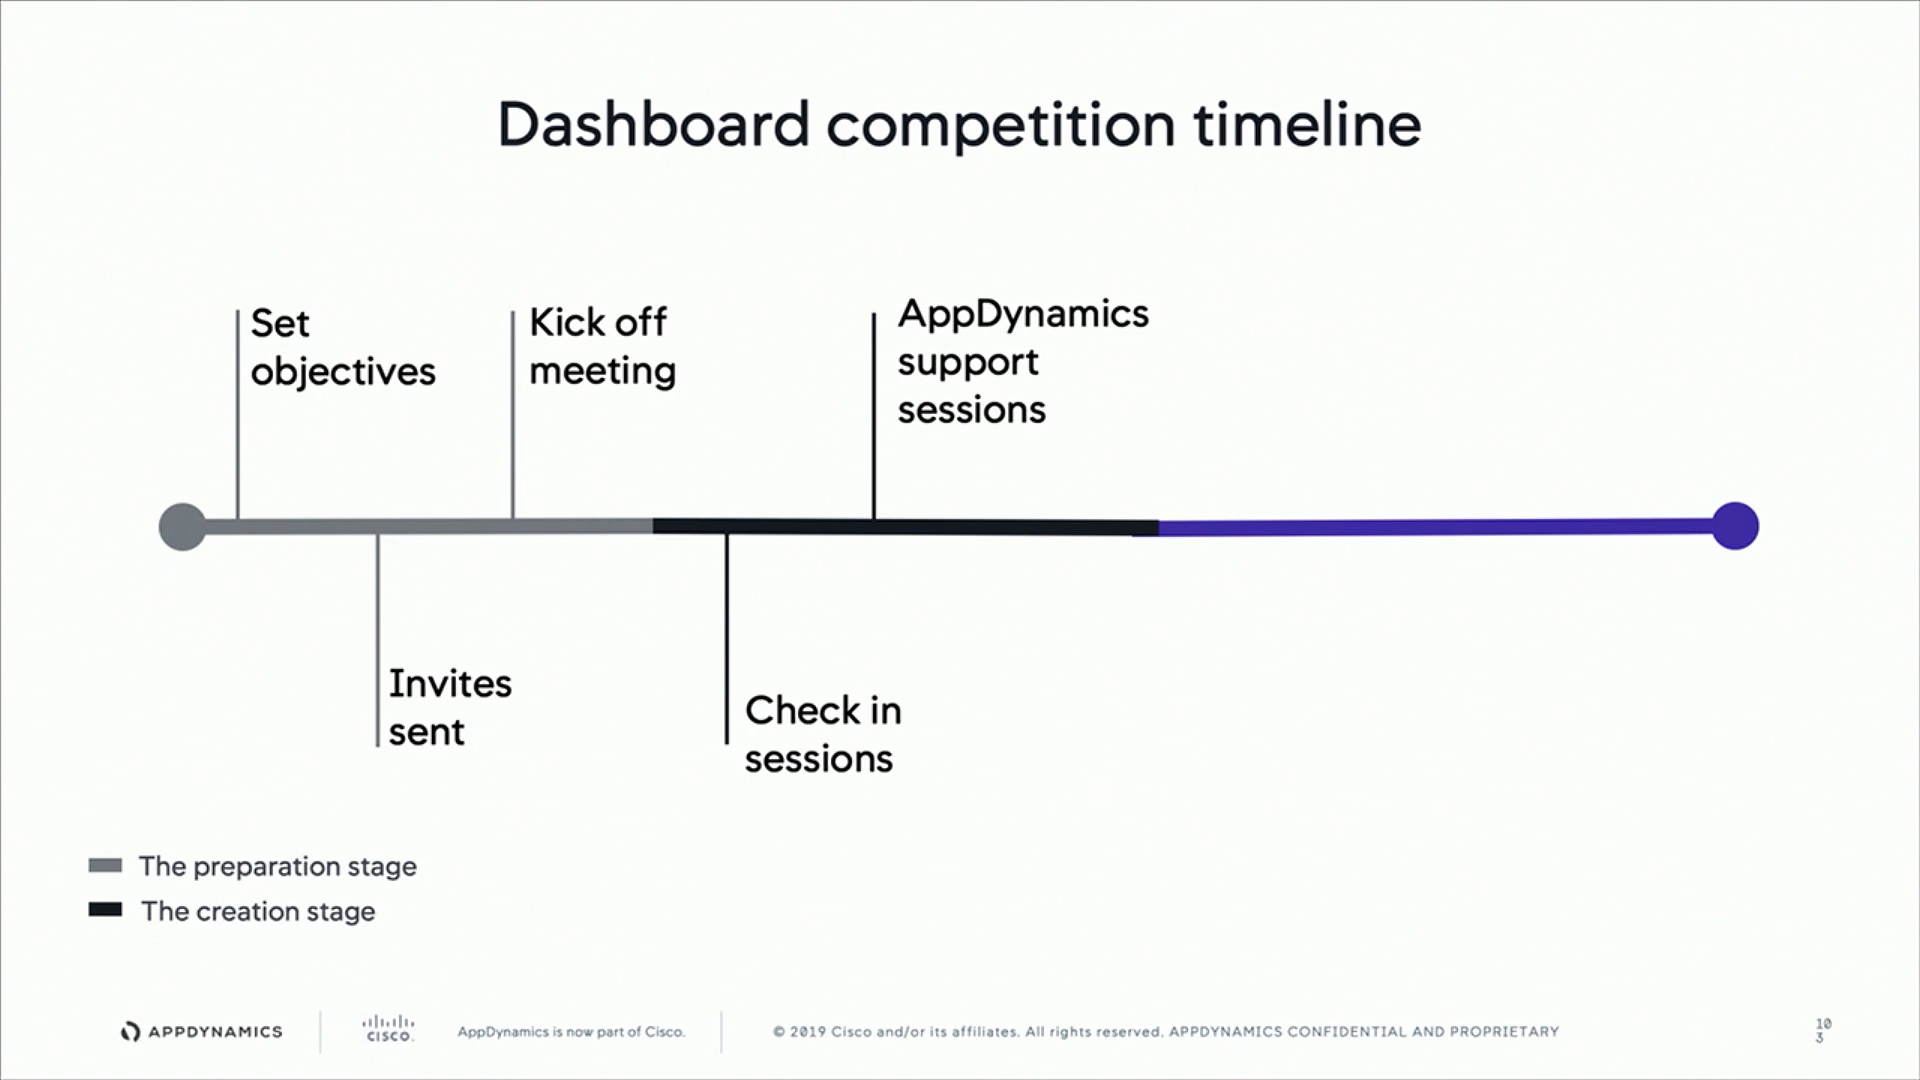 Dashboard competition timeline
Set
objectives
Kick off
meeting
AppDynamics
support
sessions
Invites
sent
Check in
sessions
The preparation stage
The creation stage
APPDYNAMICS
CISCO.
AppDynamics is now part of Cisco.
© 2019 Cisco and/or its affiliates. All rights reserved. APPDYNAMICS CONFIDENTIAL AND PROPRIETARY
10
3